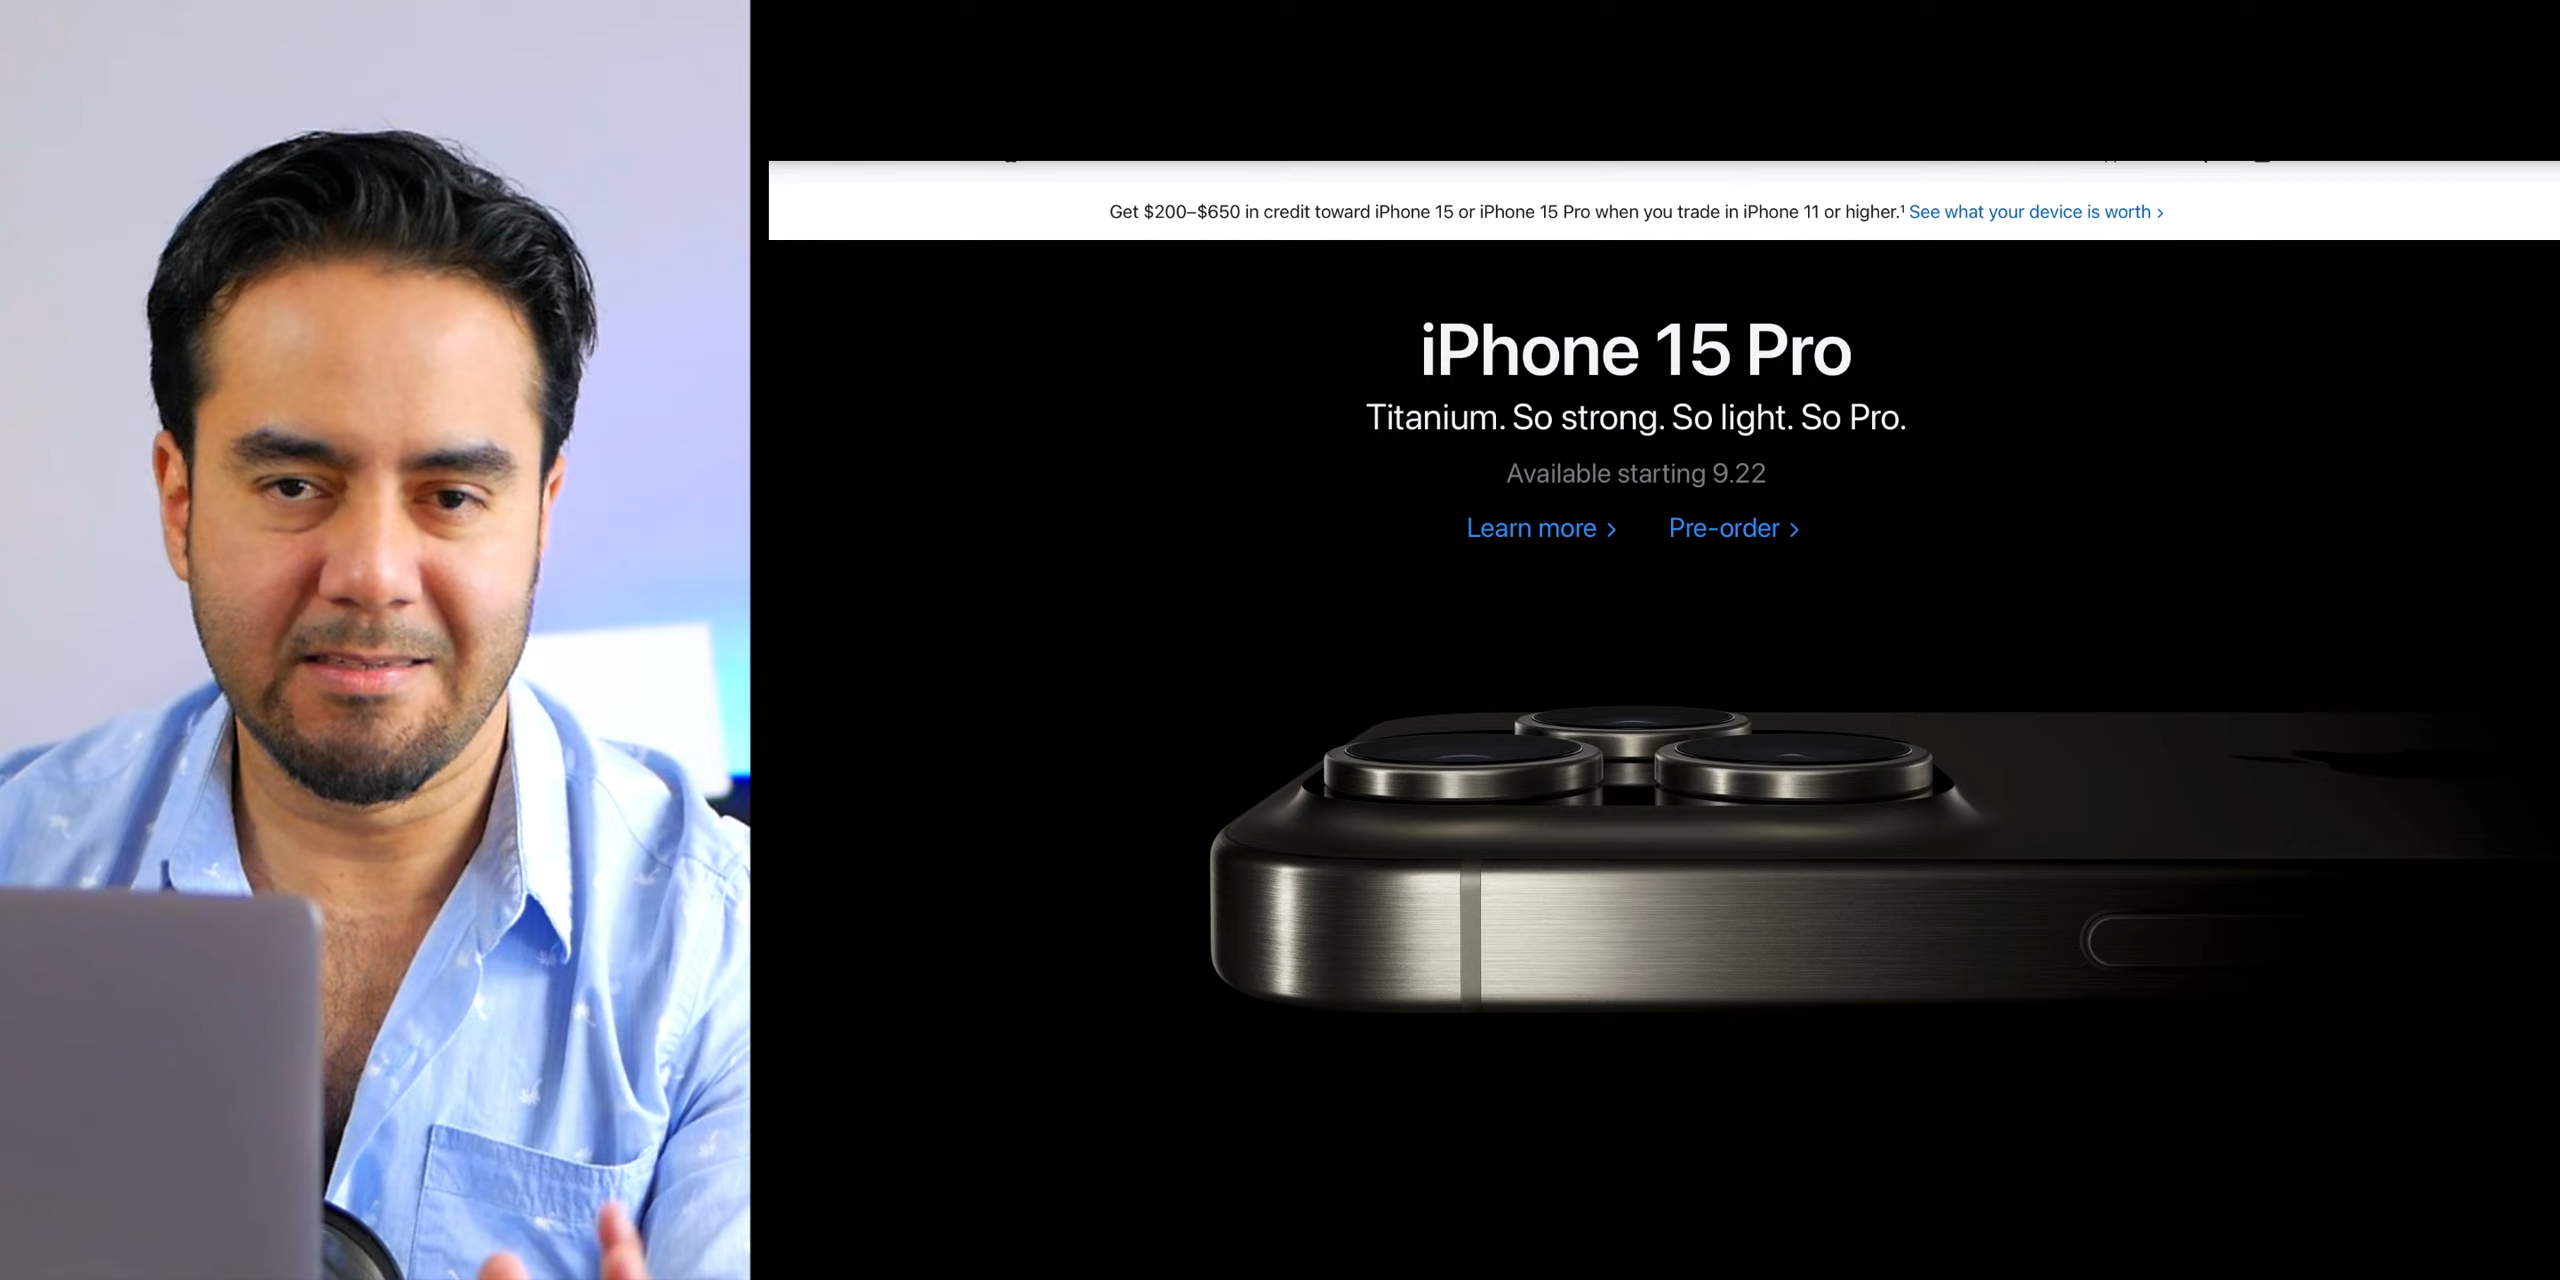 Get $200–$650 in credit toward iPhone 15 or iPhone 15 Pro when you trade in iPhone 11 or higher.¹ See what your device is worth >
iPhone 15 Pro
Titanium. So strong. So light. So Pro.
Available starting 9.22
Learn more > Pre-order >